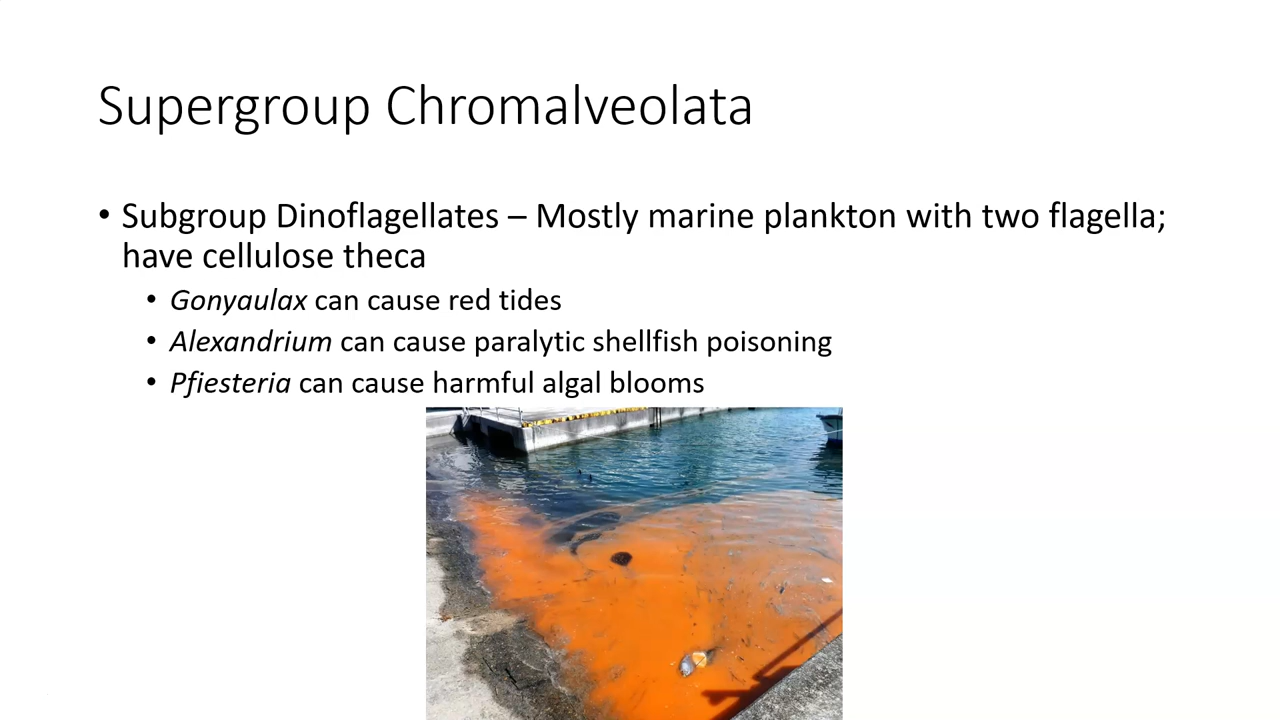 Supergroup Chromalveolata
• Subgroup Dinoflagellates – Mostly marine plankton with two flagella;
have cellulose theca
• Gonyaulax can cause red tides
• Alexandrium can cause paralytic shellfish poisoning
• Pfiesteria can cause harmful algal blooms